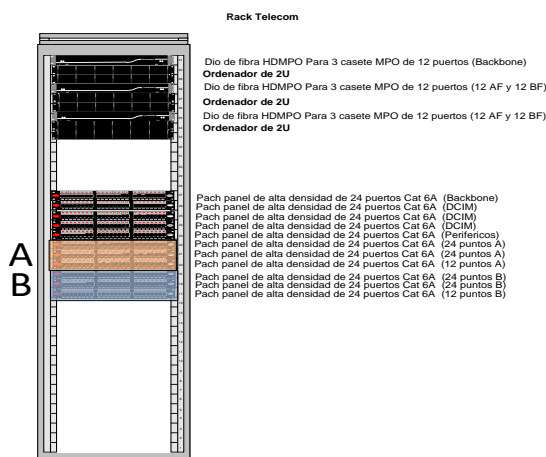 Rack Telecom
Dio de fibra HDMPO Para 3 casete MPO de 12 puertos (Backbone)
Ordenador de 2U
Dio de fibra HDMPO Para 3 casete MPO de 12 puertos (12 AF y 12 BF)
Ordenador de 2U
Dio de fibra HDMPO Para 3 casete MPO de 12 puertos (12 AF y 12 BF)
Ordenador de 2U
Pach panel de alta densidad de 24 puertos Cat 6A (Backbone)
Pach panel de alta densidad de 24 puertos Cat 6A (DCIM)
Pach panel de alta densidad de 24 puertos Cat 6A (DCIM)
Pach panel de alta densidad de 24 puertos Cat 6A (DCIM)
Pach panel de alta densidad de 24 puertos Cat 6A (Perifericos)
Pach panel de alta densidad de 24 puertos Cat 6A (24 puntos A)
Pach panel de alta densidad de 24 puertos Cat 6A (24 puntos A)
Pach panel de alta densidad de 24 puertos Cat 6A (12 puntos A)
A
Pach panel de alta densidad de 24 puertos Cat 6A (24 puntos B)
Pach panel de alta densidad de 24 puertos Cat 6A (24 puntos B)
Pach panel de alta densidad de 24 puertos Cat 6A (12 puntos B)
B